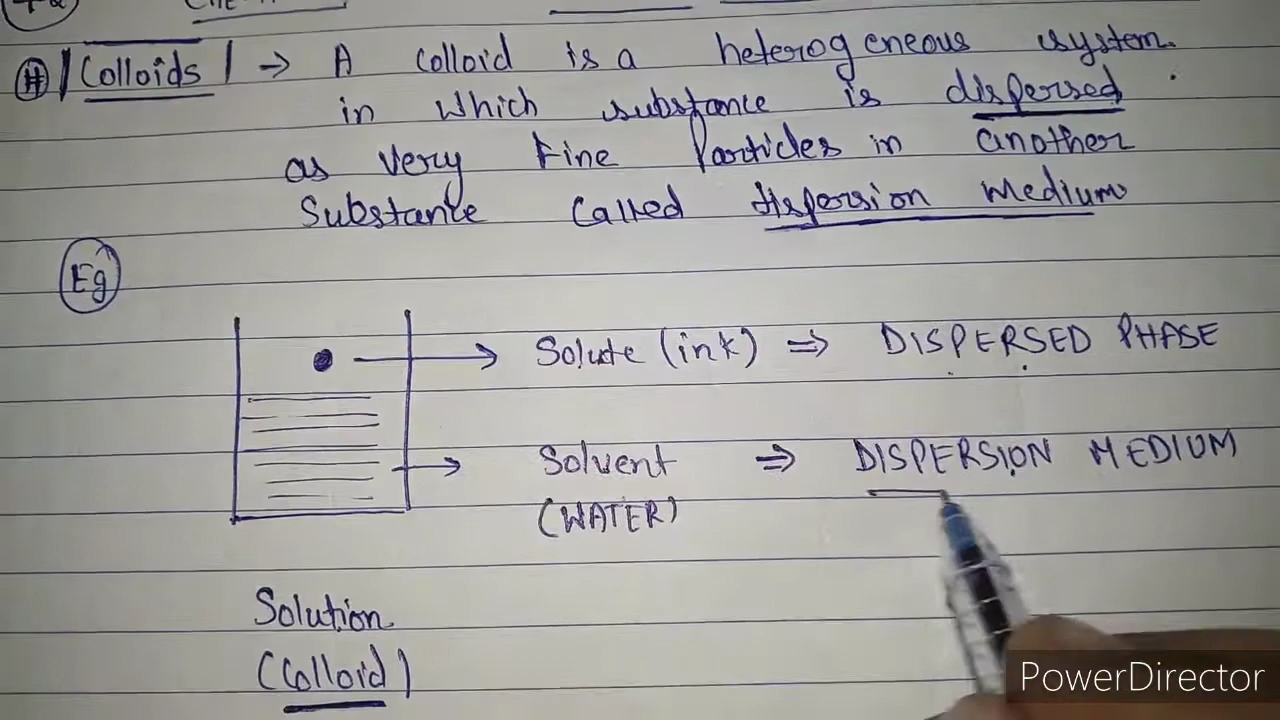 (#) Colloids → A colloid is a heterogeneous system.
in which substance is dispersed
as very Fine Particles in another
Substance Called dispersion medium
Eg
Solute (ink) ⇒ DISPERSED PHASE
Solvent ⇒ DISPERSION MEDIUM
(WATER)
Solution
(Colloid)
PowerDirector